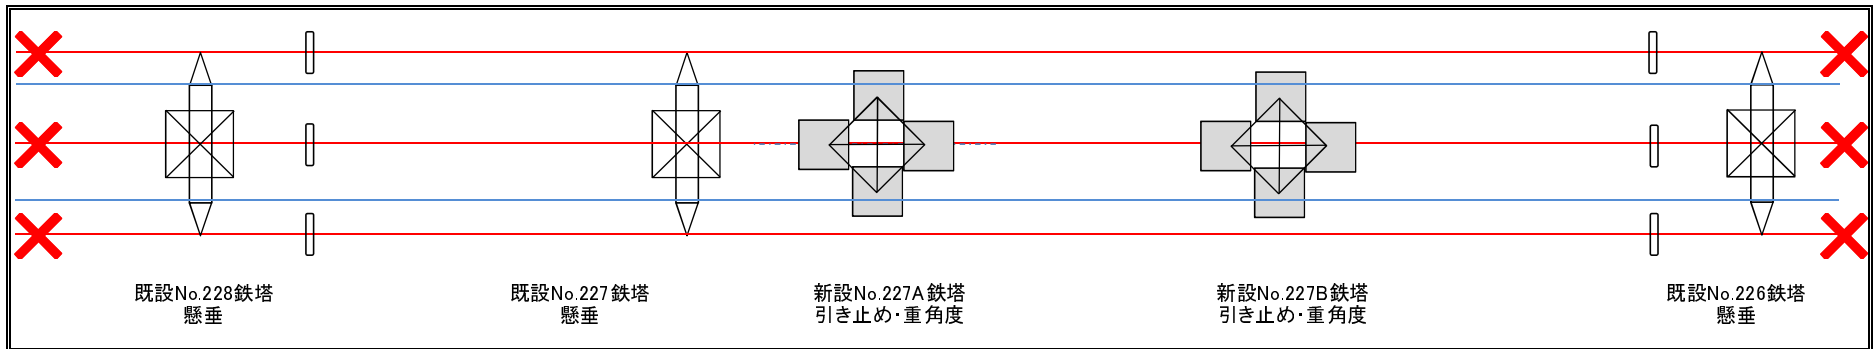 既設No.228鉄塔
懸垂
既設No.227鉄塔
懸垂
新設No.227A鉄塔
引き止め・重角度
新設No.227B鉄塔
引き止め・重角度
既設No.226鉄塔
懸垂